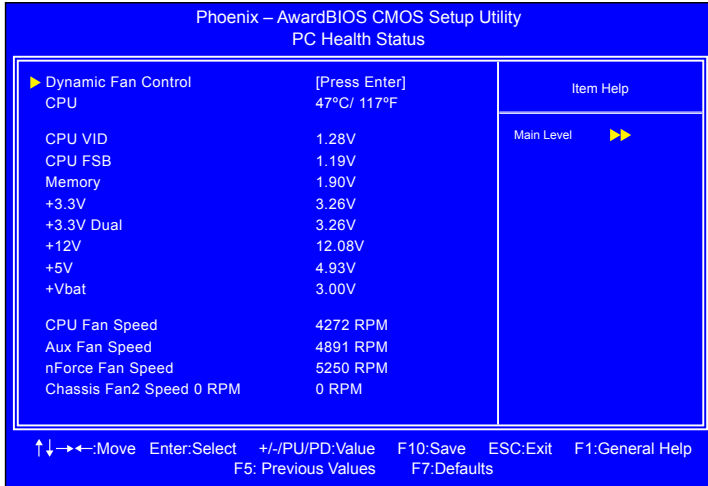 Phoenix – AwardBIOS CMOS Setup Utility
PC Health Status
Dynamic Fan Control [Press Enter]
CPU 47ºC/ 117ºF
CPU VID 1.28V
CPU FSB 1.19V
Memory 1.90V
+3.3V 3.26V
+3.3V Dual 3.26V
+12V 12.08V
+5V 4.93V
+Vbat 3.00V
CPU Fan Speed 4272 RPM
Aux Fan Speed 4891 RPM
nForce Fan Speed 5250 RPM
Chassis Fan2 Speed 0 RPM 0 RPM
Item Help
Main Level
↑↓→←:Move Enter:Select +/-/PU/PD:Value F10:Save ESC:Exit F1:General Help
F5: Previous Values F7:Defaults